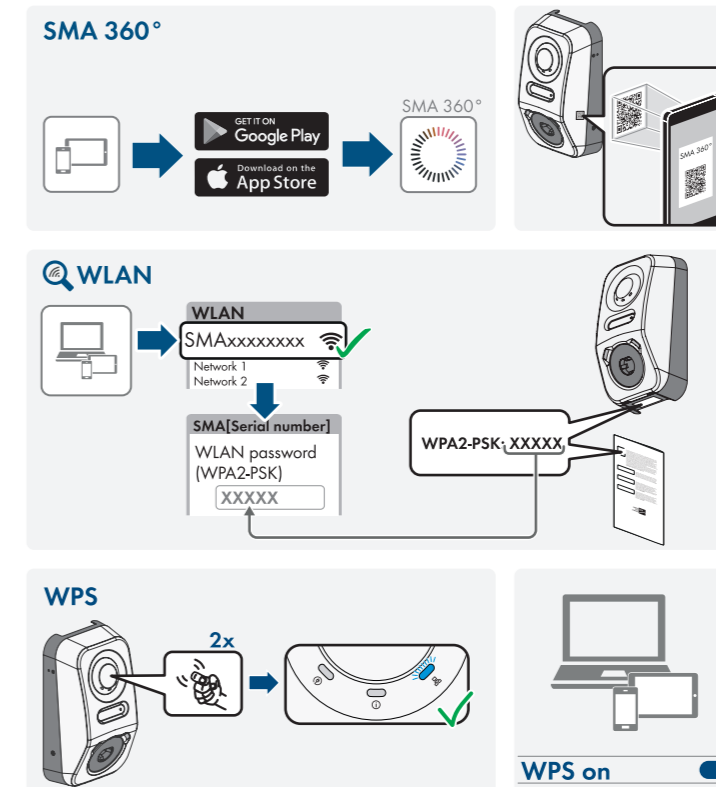 SMA 360°
GET IT ON
Google Play
Download on the
App Store
SMA 360°
SMA 360°
WLAN
WLAN
SMAxxxxxxxx
Network 1
Network 2
SMA[Serial number]
WLAN password
(WPA2-PSK)
XXXXX
WPA2-PSK: XXXXX
WPS
2x
WPS on